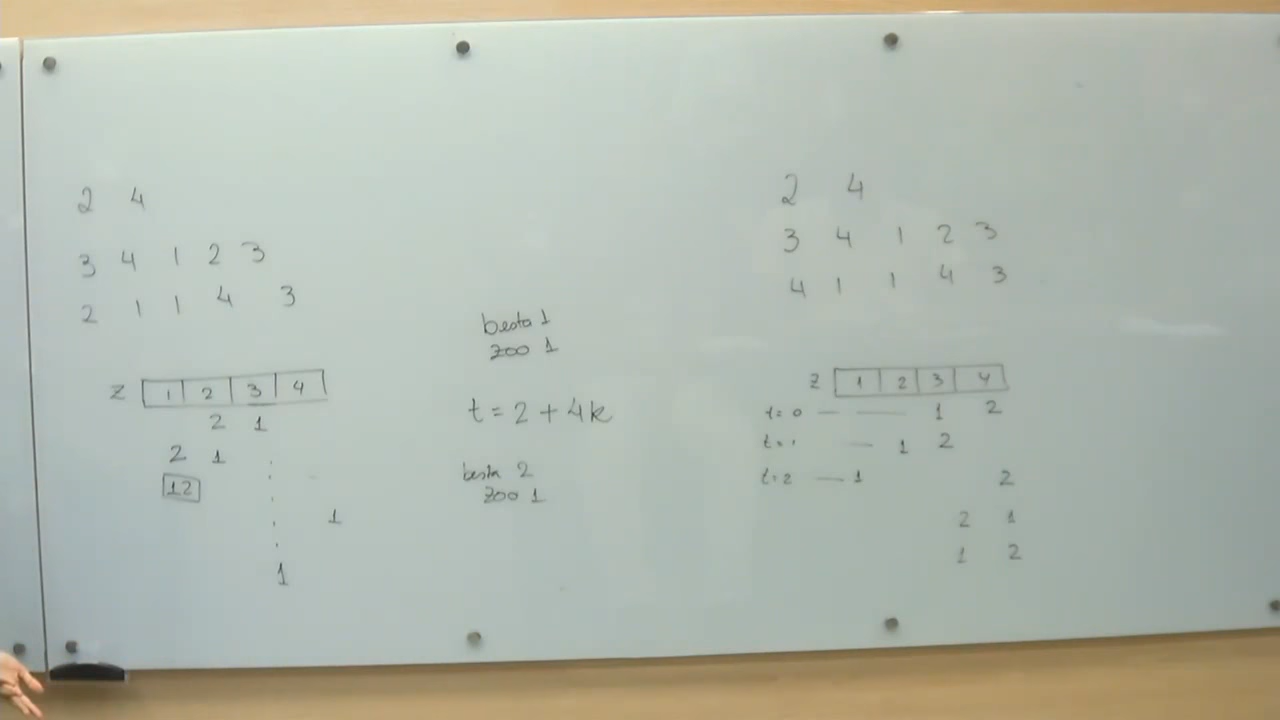 2 4
3 4 1 2 3
2 1 1 4 3
Z 1 2 3 4
2 1
2 1
12
1
1
besta 1
zoo 1
t = 2 + 4k
besta 2
zoo 1
2 4
3 4 1 2 3
4 1 1 4 3
Z 1 2 3 4
t=0 — — 1 2
t=1 — 1 2
t=2 — 1 2
2 1
1 2